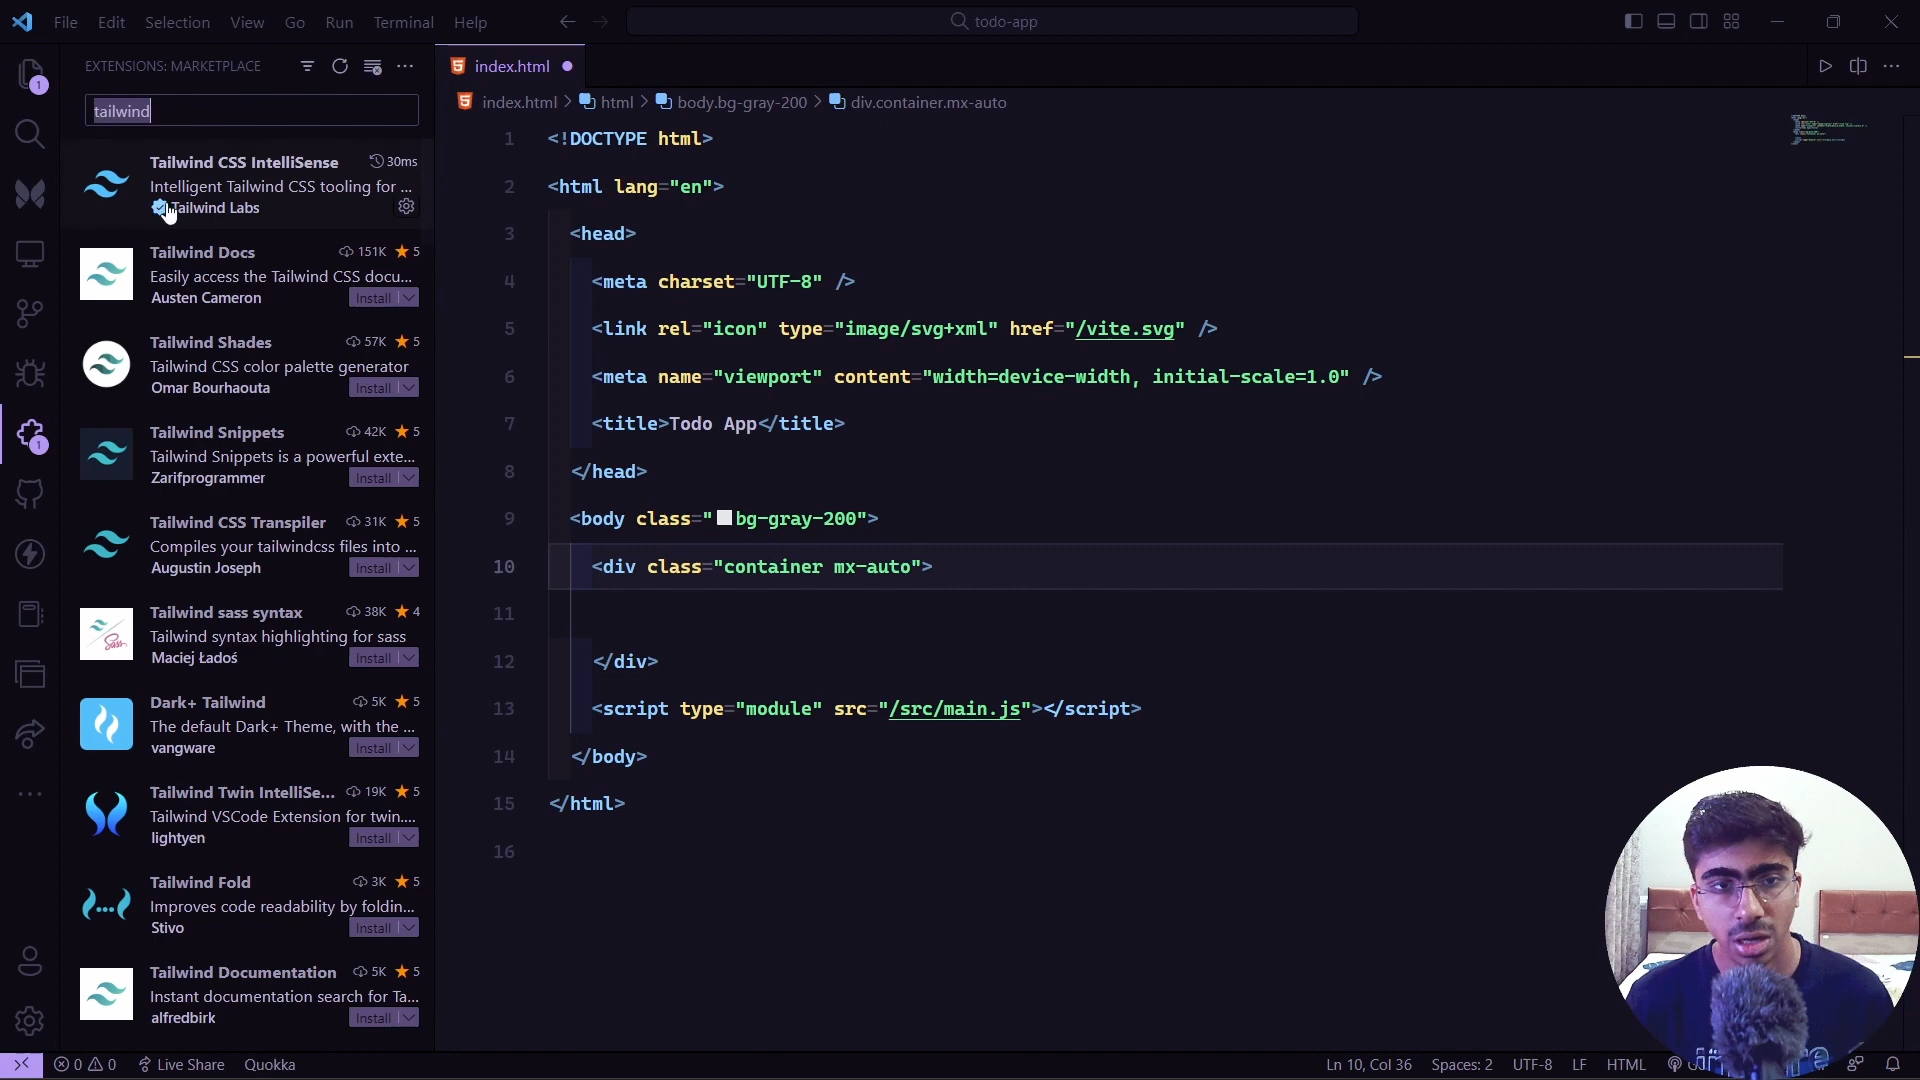 File Edit Selection View Go Run Terminal Help
todo-app
EXTENSIONS: MARKETPLACE
tailwind
Tailwind CSS IntelliSense 30ms
Intelligent Tailwind CSS tooling for ...
Tailwind Labs
Tailwind Docs 151K 5
Easily access the Tailwind CSS docu...
Austen Cameron Install
Tailwind Shades 57K 5
Tailwind CSS color palette generator
Omar Bourhaouta Install
Tailwind Snippets 42K 5
Tailwind Snippets is a powerful exte...
Zarifprogrammer Install
Tailwind CSS Transpiler 31K 5
Compiles your tailwindcss files into ...
Augustin Joseph Install
Tailwind sass syntax 38K 4
Tailwind syntax highlighting for sass
Maciej Ładoś Install
Dark+ Tailwind 5K 5
The default Dark+ Theme, with the ...
vangware Install
Tailwind Twin IntelliSe... 19K 5
Tailwind VSCode Extension for twin....
lightyen Install
Tailwind Fold 3K 5
Improves code readability by foldin...
Stivo Install
Tailwind Documentation 5K 5
Instant documentation search for Ta...
alfredbirk Install
index.html
index.html > html > body.bg-gray-200 > div.container.mx-auto
1 <!DOCTYPE html>
2 <html lang="en">
3 <head>
4 <meta charset="UTF-8" />
5 <link rel="icon" type="image/svg+xml" href="/vite.svg" />
6 <meta name="viewport" content="width=device-width, initial-scale=1.0" />
7 <title>Todo App</title>
8 </head>
9 <body class="bg-gray-200">
10 <div class="container mx-auto">
11
12 </div>
13 <script type="module" src="/src/main.js"></script>
14 </body>
15 </html>
16
1
1
0 0 Live Share Quokka
Ln 10, Col 36 Spaces: 2 UTF-8 LF HTML